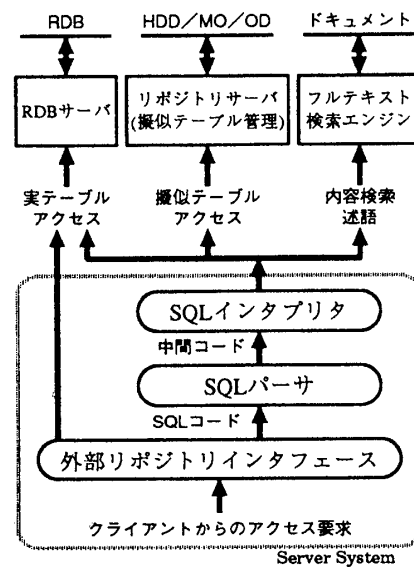 RDB
HDD/MO/OD
ドキュメント
RDBサーバ
リポジトリサーバ
(擬似テーブル管理)
フルテキスト
検索エンジン
実テーブル
アクセス
擬似テーブル
アクセス
内容検索
述語
SQLインタプリタ
中間コード
SQLパーサ
SQLコード
外部リポジトリインタフェース
クライアントからのアクセス要求
Server System